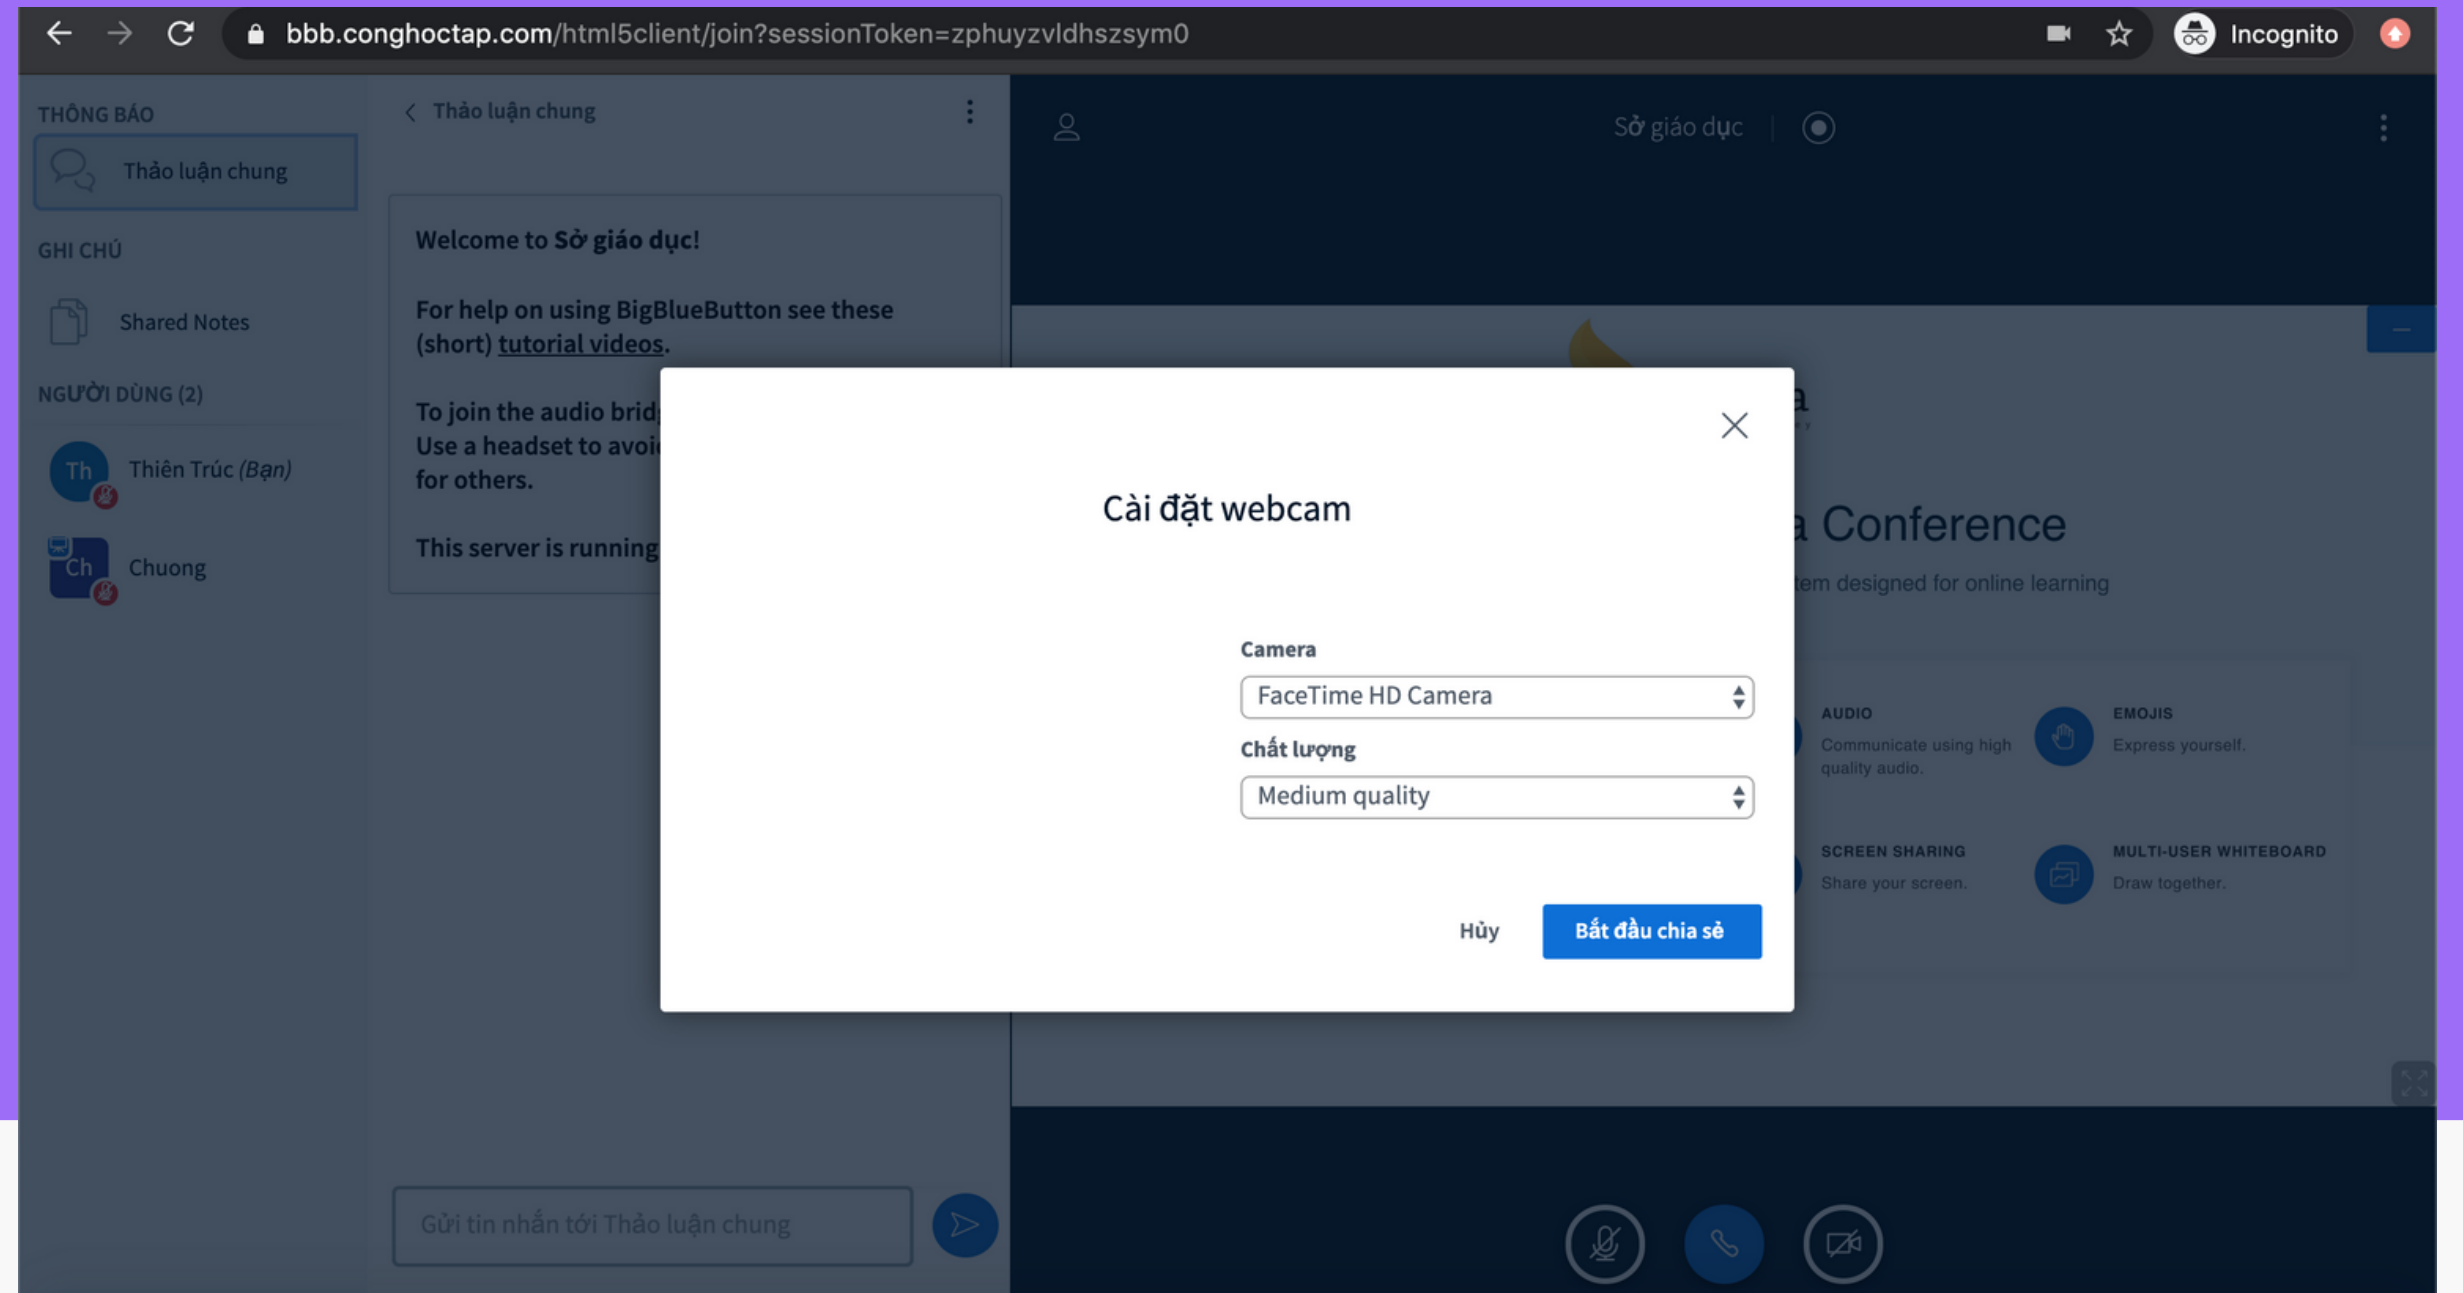 bbb.conghoctap.com/html5client/join?sessionToken=zphuyzvldhszsym0
Incognito
THÔNG BÁO
Thảo luận chung
GHI CHÚ
Shared Notes
NGƯỜI DÙNG (2)
Th
Thiên Trúc (Bạn)
Ch
Chuong
Thảo luận chung
Welcome to Sở giáo dục!
For help on using BigBlueButton see these
(short) tutorial videos.
To join the audio
Use a headset to
for others.
This server is running
Gửi tin nhắn tới Thảo luận chung
Sở giáo dục
Cài đặt webcam
Camera
FaceTime HD Camera
Chất lượng
Medium quality
Hủy
Bắt đầu chia sẻ
a
a Conference
tem designed for online learning
AUDIO
Communicate using high
quality audio.
EMOJIS
Express yourself.
SCREEN SHARING
Share your screen.
MULTI-USER WHITEBOARD
Draw together.